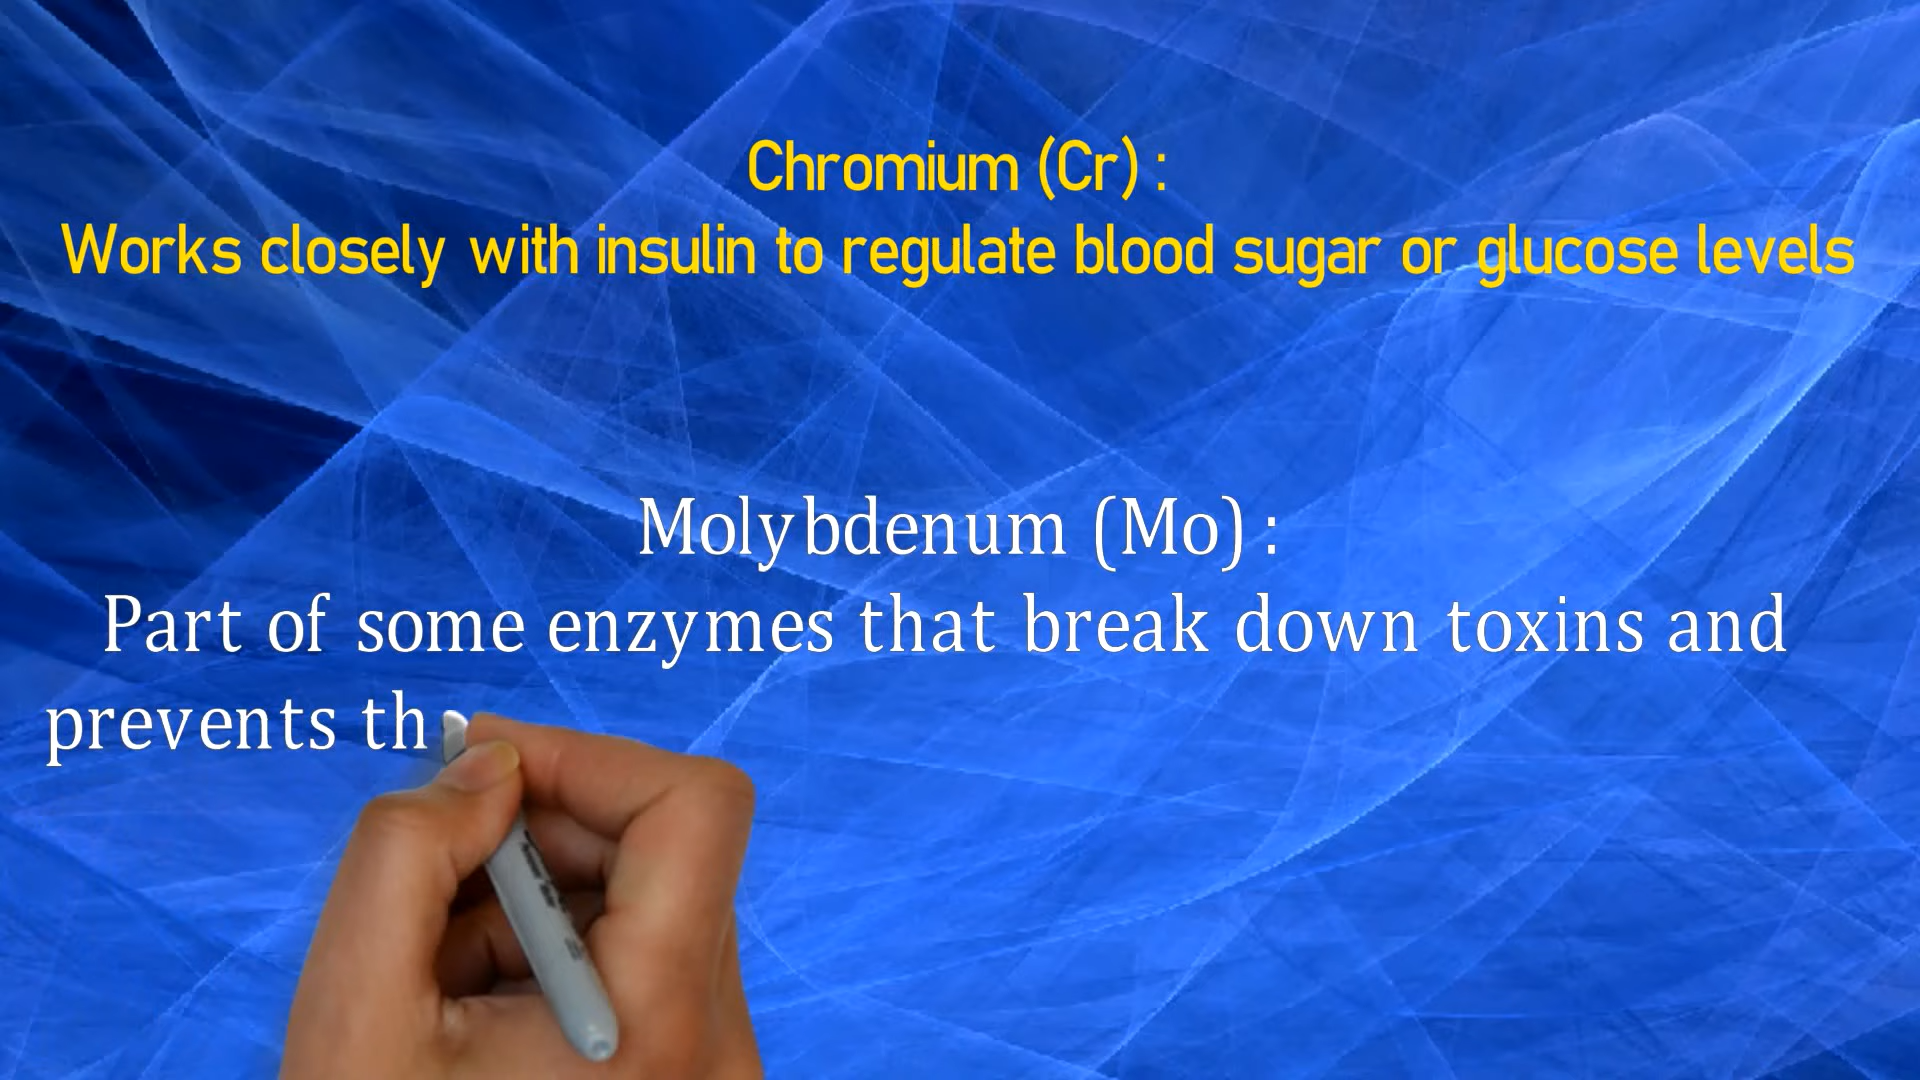 Chromium (Cr) :
Works closely with insulin to regulate blood sugar or glucose levels
Molybdenum (Mo) :
Part of some enzymes that break down toxins and
prevents th